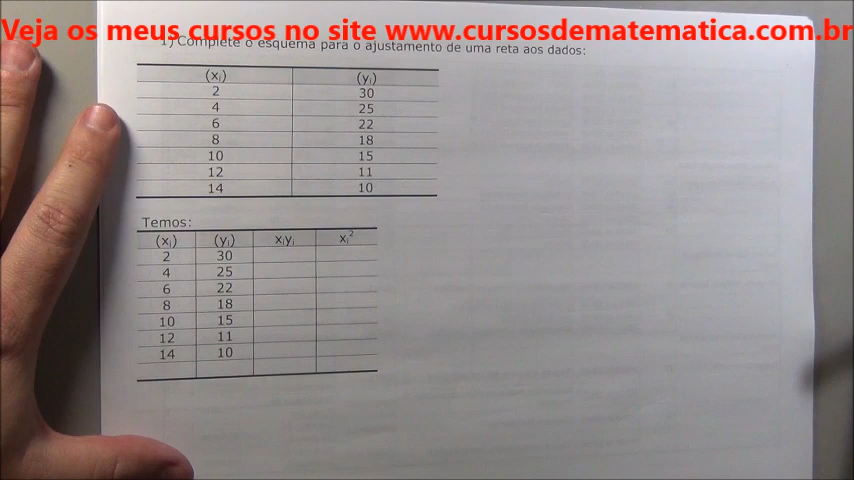 Veja os meus cursos no site www.cursosdematematica.com.br
1) Complete o esquema para o ajustamento de uma reta aos dados:
(xᵢ) (yᵢ)
2 30
4 25
6 22
8 18
10 15
12 11
14 10
Temos:
(xᵢ) (yᵢ) xᵢyᵢ xᵢ²
2 30
4 25
6 22
8 18
10 15
12 11
14 10